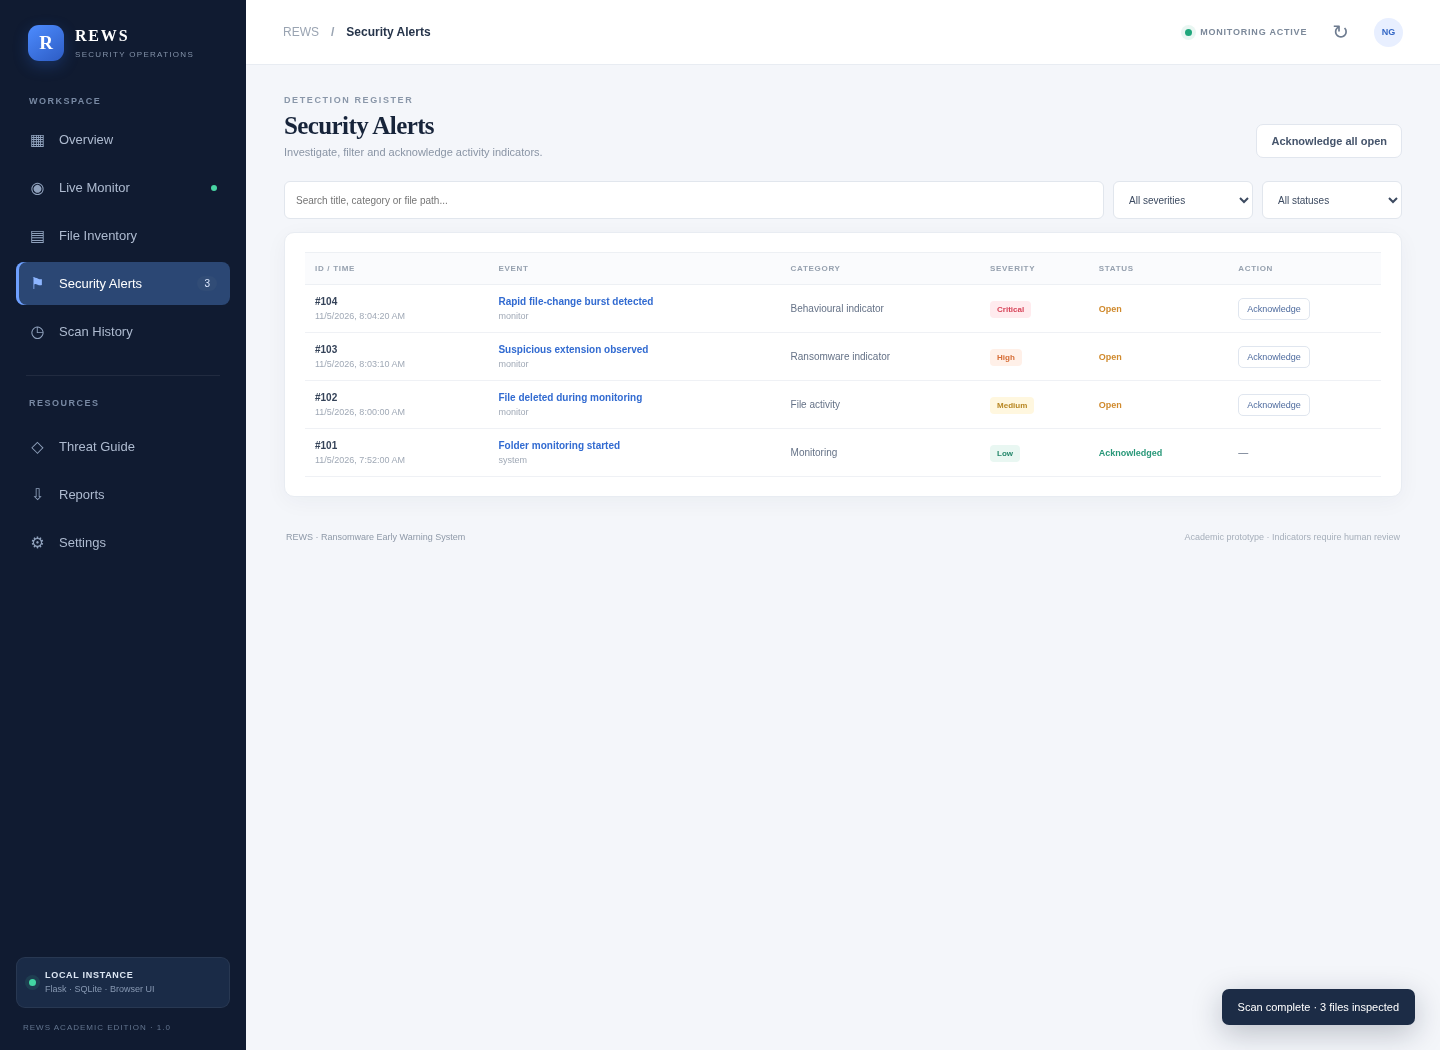 R
REWS
SECURITY OPERATIONS
WORKSPACE
Overview
Live Monitor
File Inventory
Security Alerts 3
Scan History
RESOURCES
Threat Guide
Reports
Settings
LOCAL INSTANCE
Flask · SQLite · Browser UI
REWS ACADEMIC EDITION · 1.0
REWS / Security Alerts
MONITORING ACTIVE
NG
DETECTION REGISTER
Security Alerts
Investigate, filter and acknowledge activity indicators.
Acknowledge all open
Search title, category or file path...
All severities
All statuses
ID / TIME EVENT CATEGORY SEVERITY STATUS ACTION
#104 Rapid file-change burst detected Behavioural indicator Critical Open Acknowledge
11/5/2026, 8:04:20 AM monitor
#103 Suspicious extension observed Ransomware indicator High Open Acknowledge
11/5/2026, 8:03:10 AM monitor
#102 File deleted during monitoring File activity Medium Open Acknowledge
11/5/2026, 8:00:00 AM monitor
#101 Folder monitoring started Monitoring Low Acknowledged —
11/5/2026, 7:52:00 AM system
REWS · Ransomware Early Warning System
Academic prototype · Indicators require human review
Scan complete · 3 files inspected